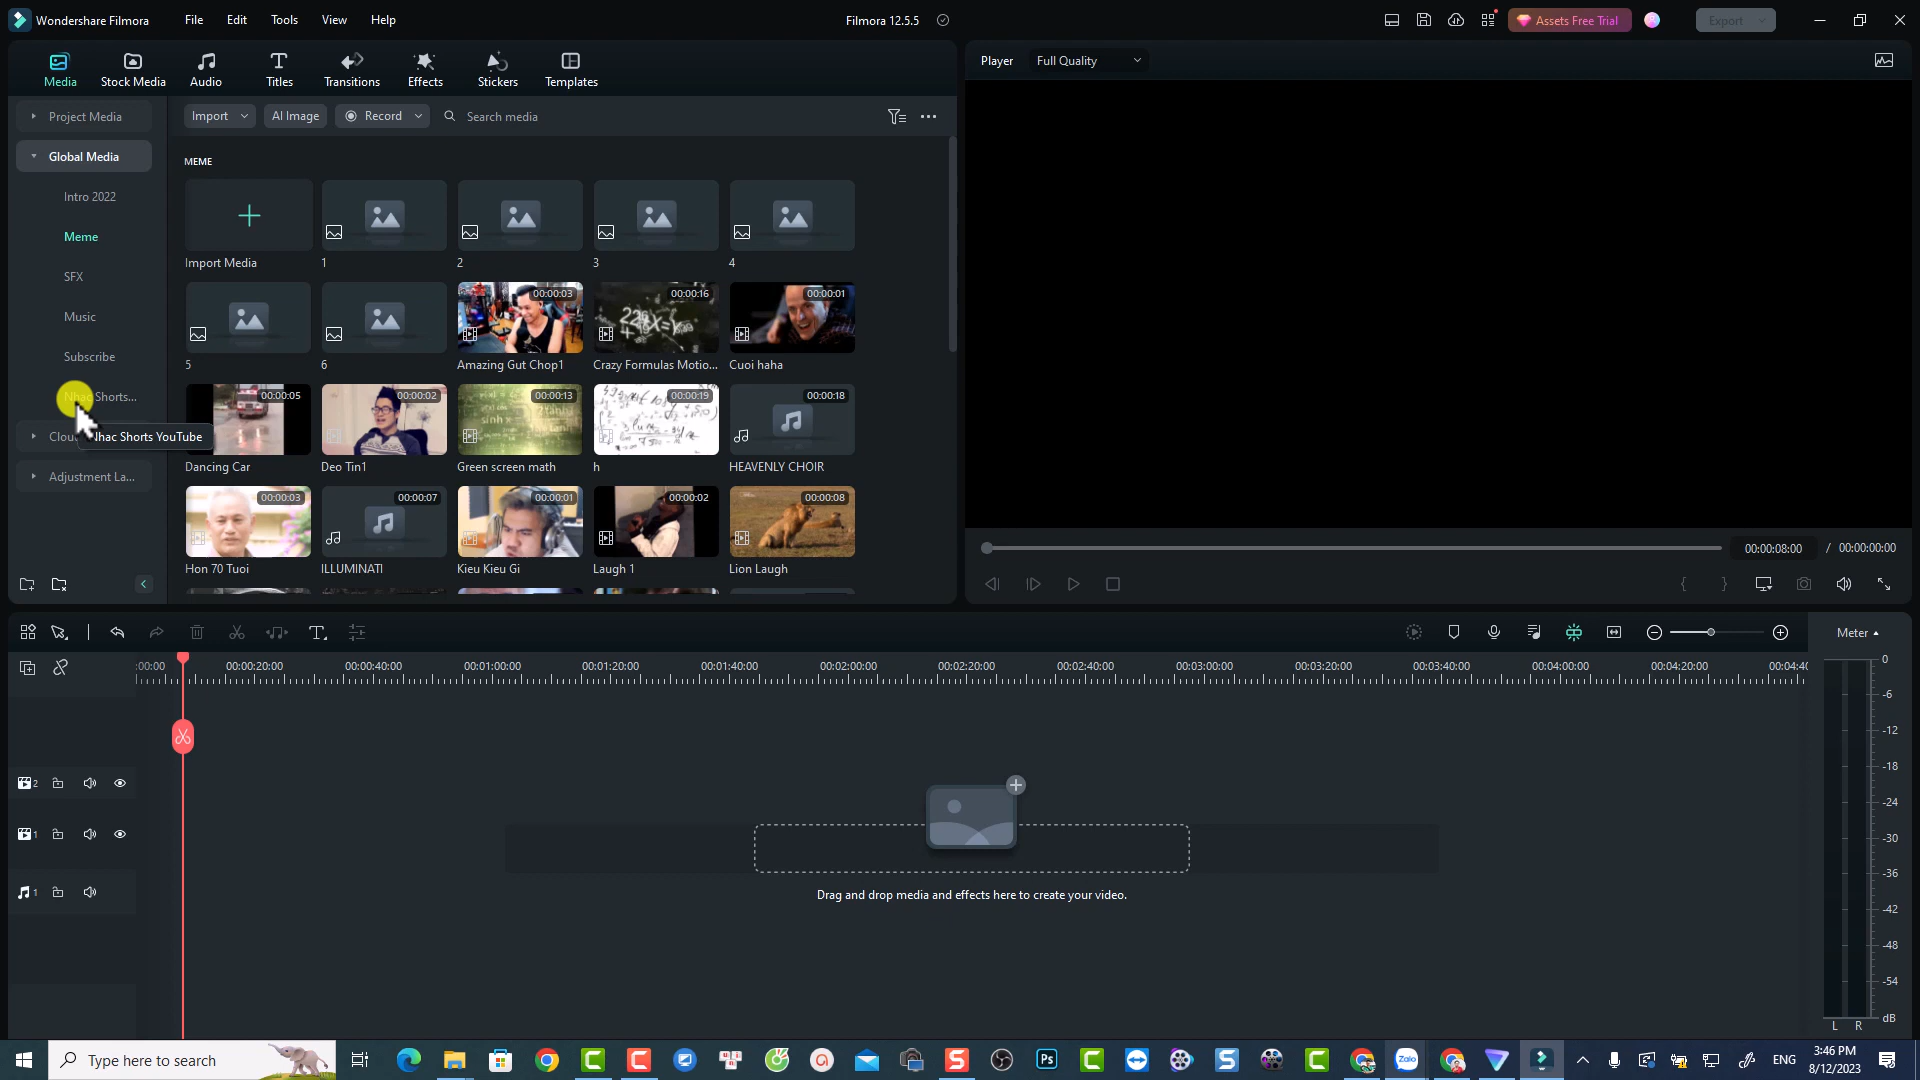 Wondershare Filmora
File
Edit
Tools
View
Help
Filmora 12.5.5
Assets Free Trial
Export
Media
Stock Media
Audio
Titles
Transitions
Effects
Stickers
Templates
Player
Full Quality
Project Media
Global Media
Intro 2022
Meme
SFX
Music
Subscribe
Nhac Shorts...
Nhac Shorts YouTube
Adjustment La...
Import
AI Image
Record
Search media
MEME
Import Media
1
2
3
4
00:00:03
00:00:16
00:00:01
5
6
Amazing Gut Chop1
Crazy Formulas Motio...
Cuoi haha
00:00:05
00:00:02
00:00:13
00:00:19
00:00:18
Dancing Car
Deo Tin1
Green screen math
h
HEAVENLY CHOIR
00:00:03
00:00:07
00:00:01
00:00:02
00:00:08
Hon 70 Tuoi
ILLUMINATI
Kieu Kieu Gi
Laugh 1
Lion Laugh
00:00:08:00 / 00:00:00:00
Meter
:00:00
00:00:20:00
00:00:40:00
00:01:00:00
00:01:20:00
00:01:40:00
00:02:00:00
00:02:20:00
00:02:40:00
00:03:00:00
00:03:20:00
00:03:40:00
00:04:00:00
00:04:20:00
00:04:40
2
1
1
Drag and drop media and effects here to create your video.
0
-6
-12
-18
-24
-30
-36
-42
-48
-54
dB
L R
Type here to search
Ps
Zalo
ENG
3:46 PM
8/12/2023